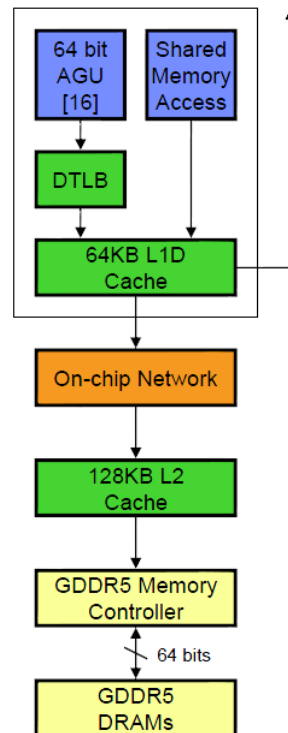 64 bit
AGU
[16]
Shared
Memory
Access
DTLB
64KB L1D
Cache
On-chip Network
128KB L2
Cache
GDDR5 Memory
Controller
64 bits
GDDR5
DRAMs